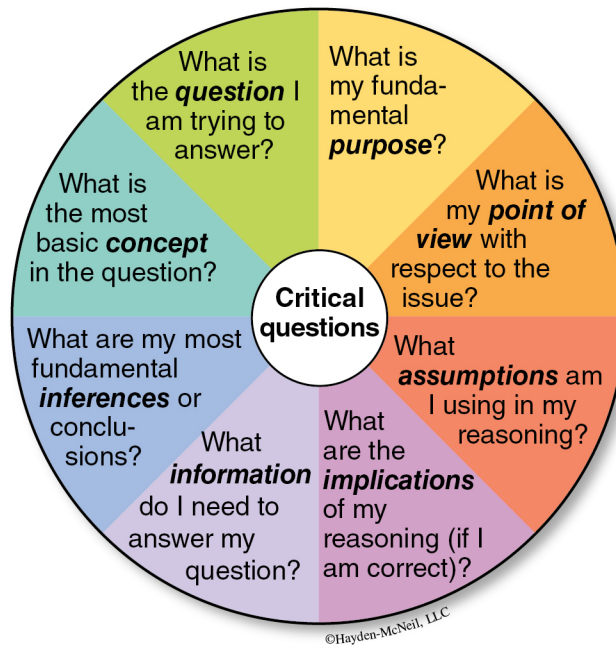 What is
my funda-
mental
purpose?
What is
my point of
view with
respect to the
issue?
What
assumptions am
I using in my
reasoning?
What
are the
implications
of my
reasoning (if I
am correct)?
What
information
do I need to
answer my
question?
What are my most
fundamental
inferences or
conclu-
sions?
What is
the most
basic concept
in the question?
What is
the question I
am trying to
answer?
Critical
questions
©Hayden-McNeil, LLC